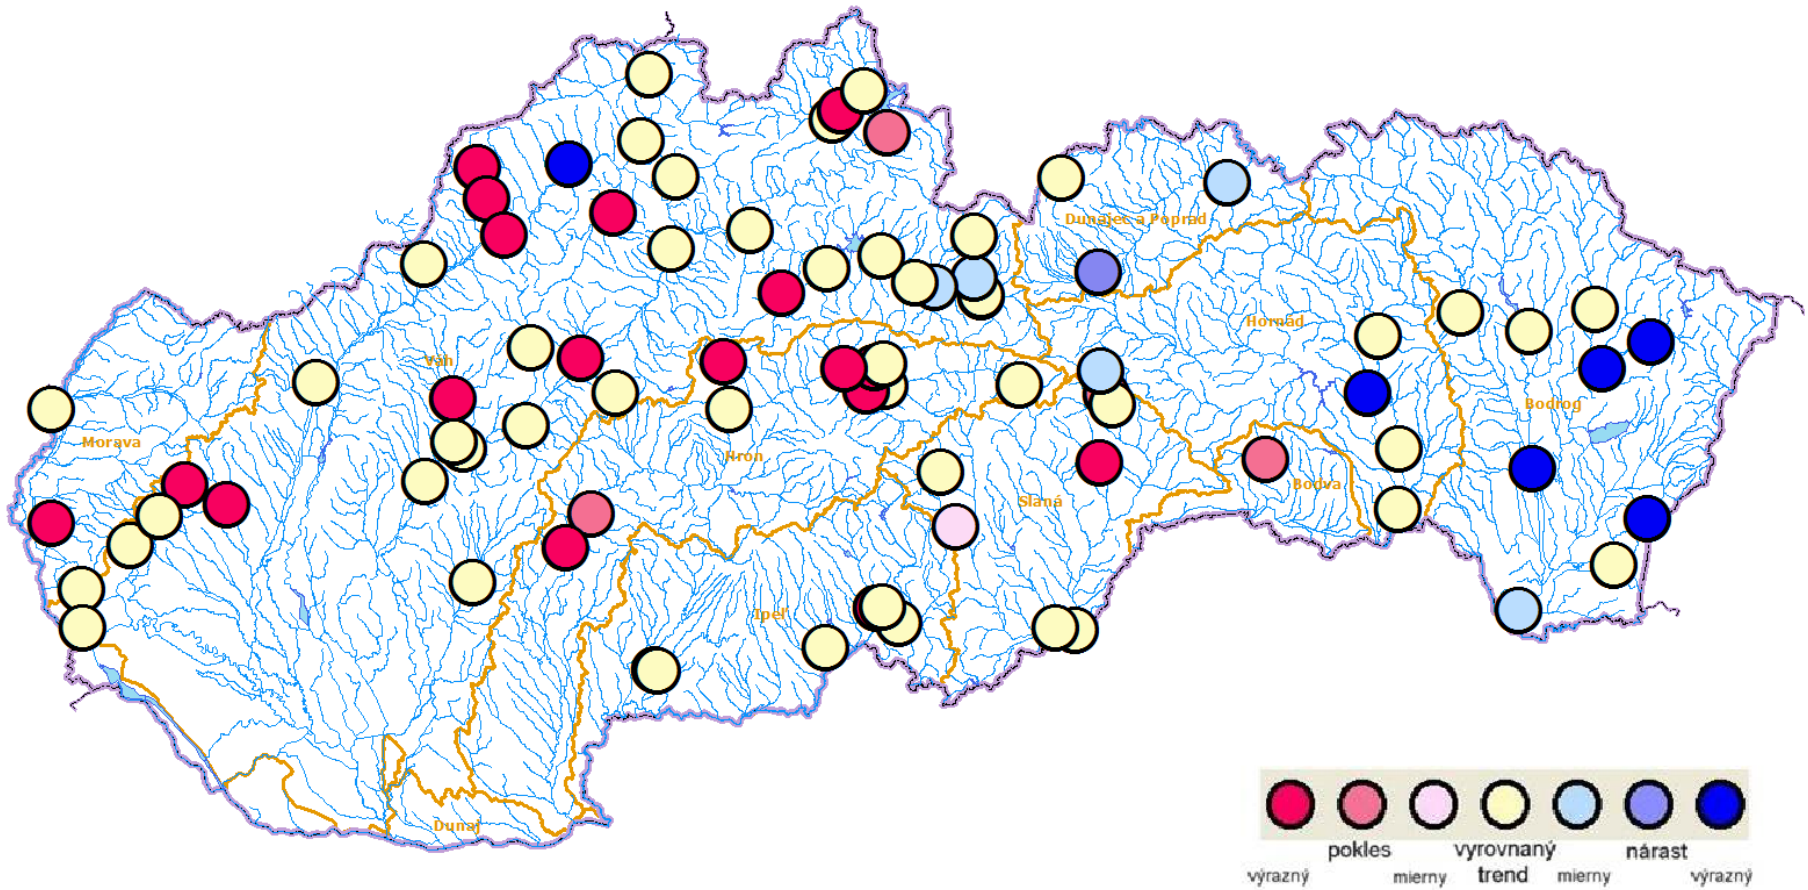 Dunajec a Poprad
Hornád
Váh
Bodrog
Morava
Hron
Slaná
Bodva
Ipeľ
Dunaj
pokles vyrovnaný nárast
výrazný mierny trend mierny výrazný